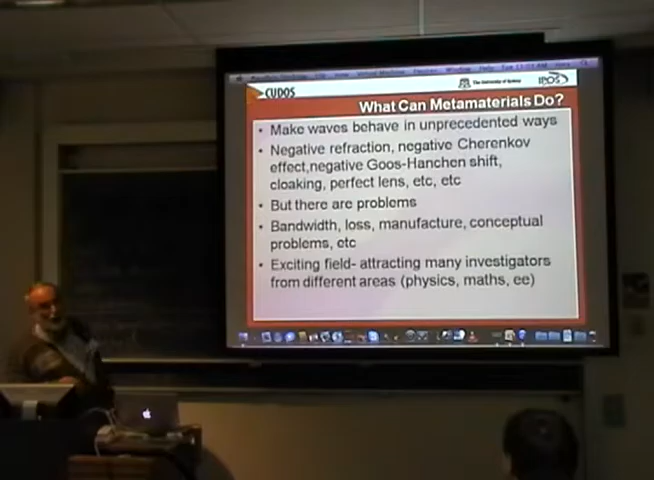 CUDOS
The University of Sydney
IPOS
What Can Metamaterials Do?
• Make waves behave in unprecedented ways
• Negative refraction, negative Cherenkov
effect,negative Goos-Hanchen shift,
cloaking, perfect lens, etc, etc
• But there are problems
• Bandwidth, loss, manufacture, conceptual
problems, etc
• Exciting field- attracting many investigators
from different areas (physics, maths, ee)